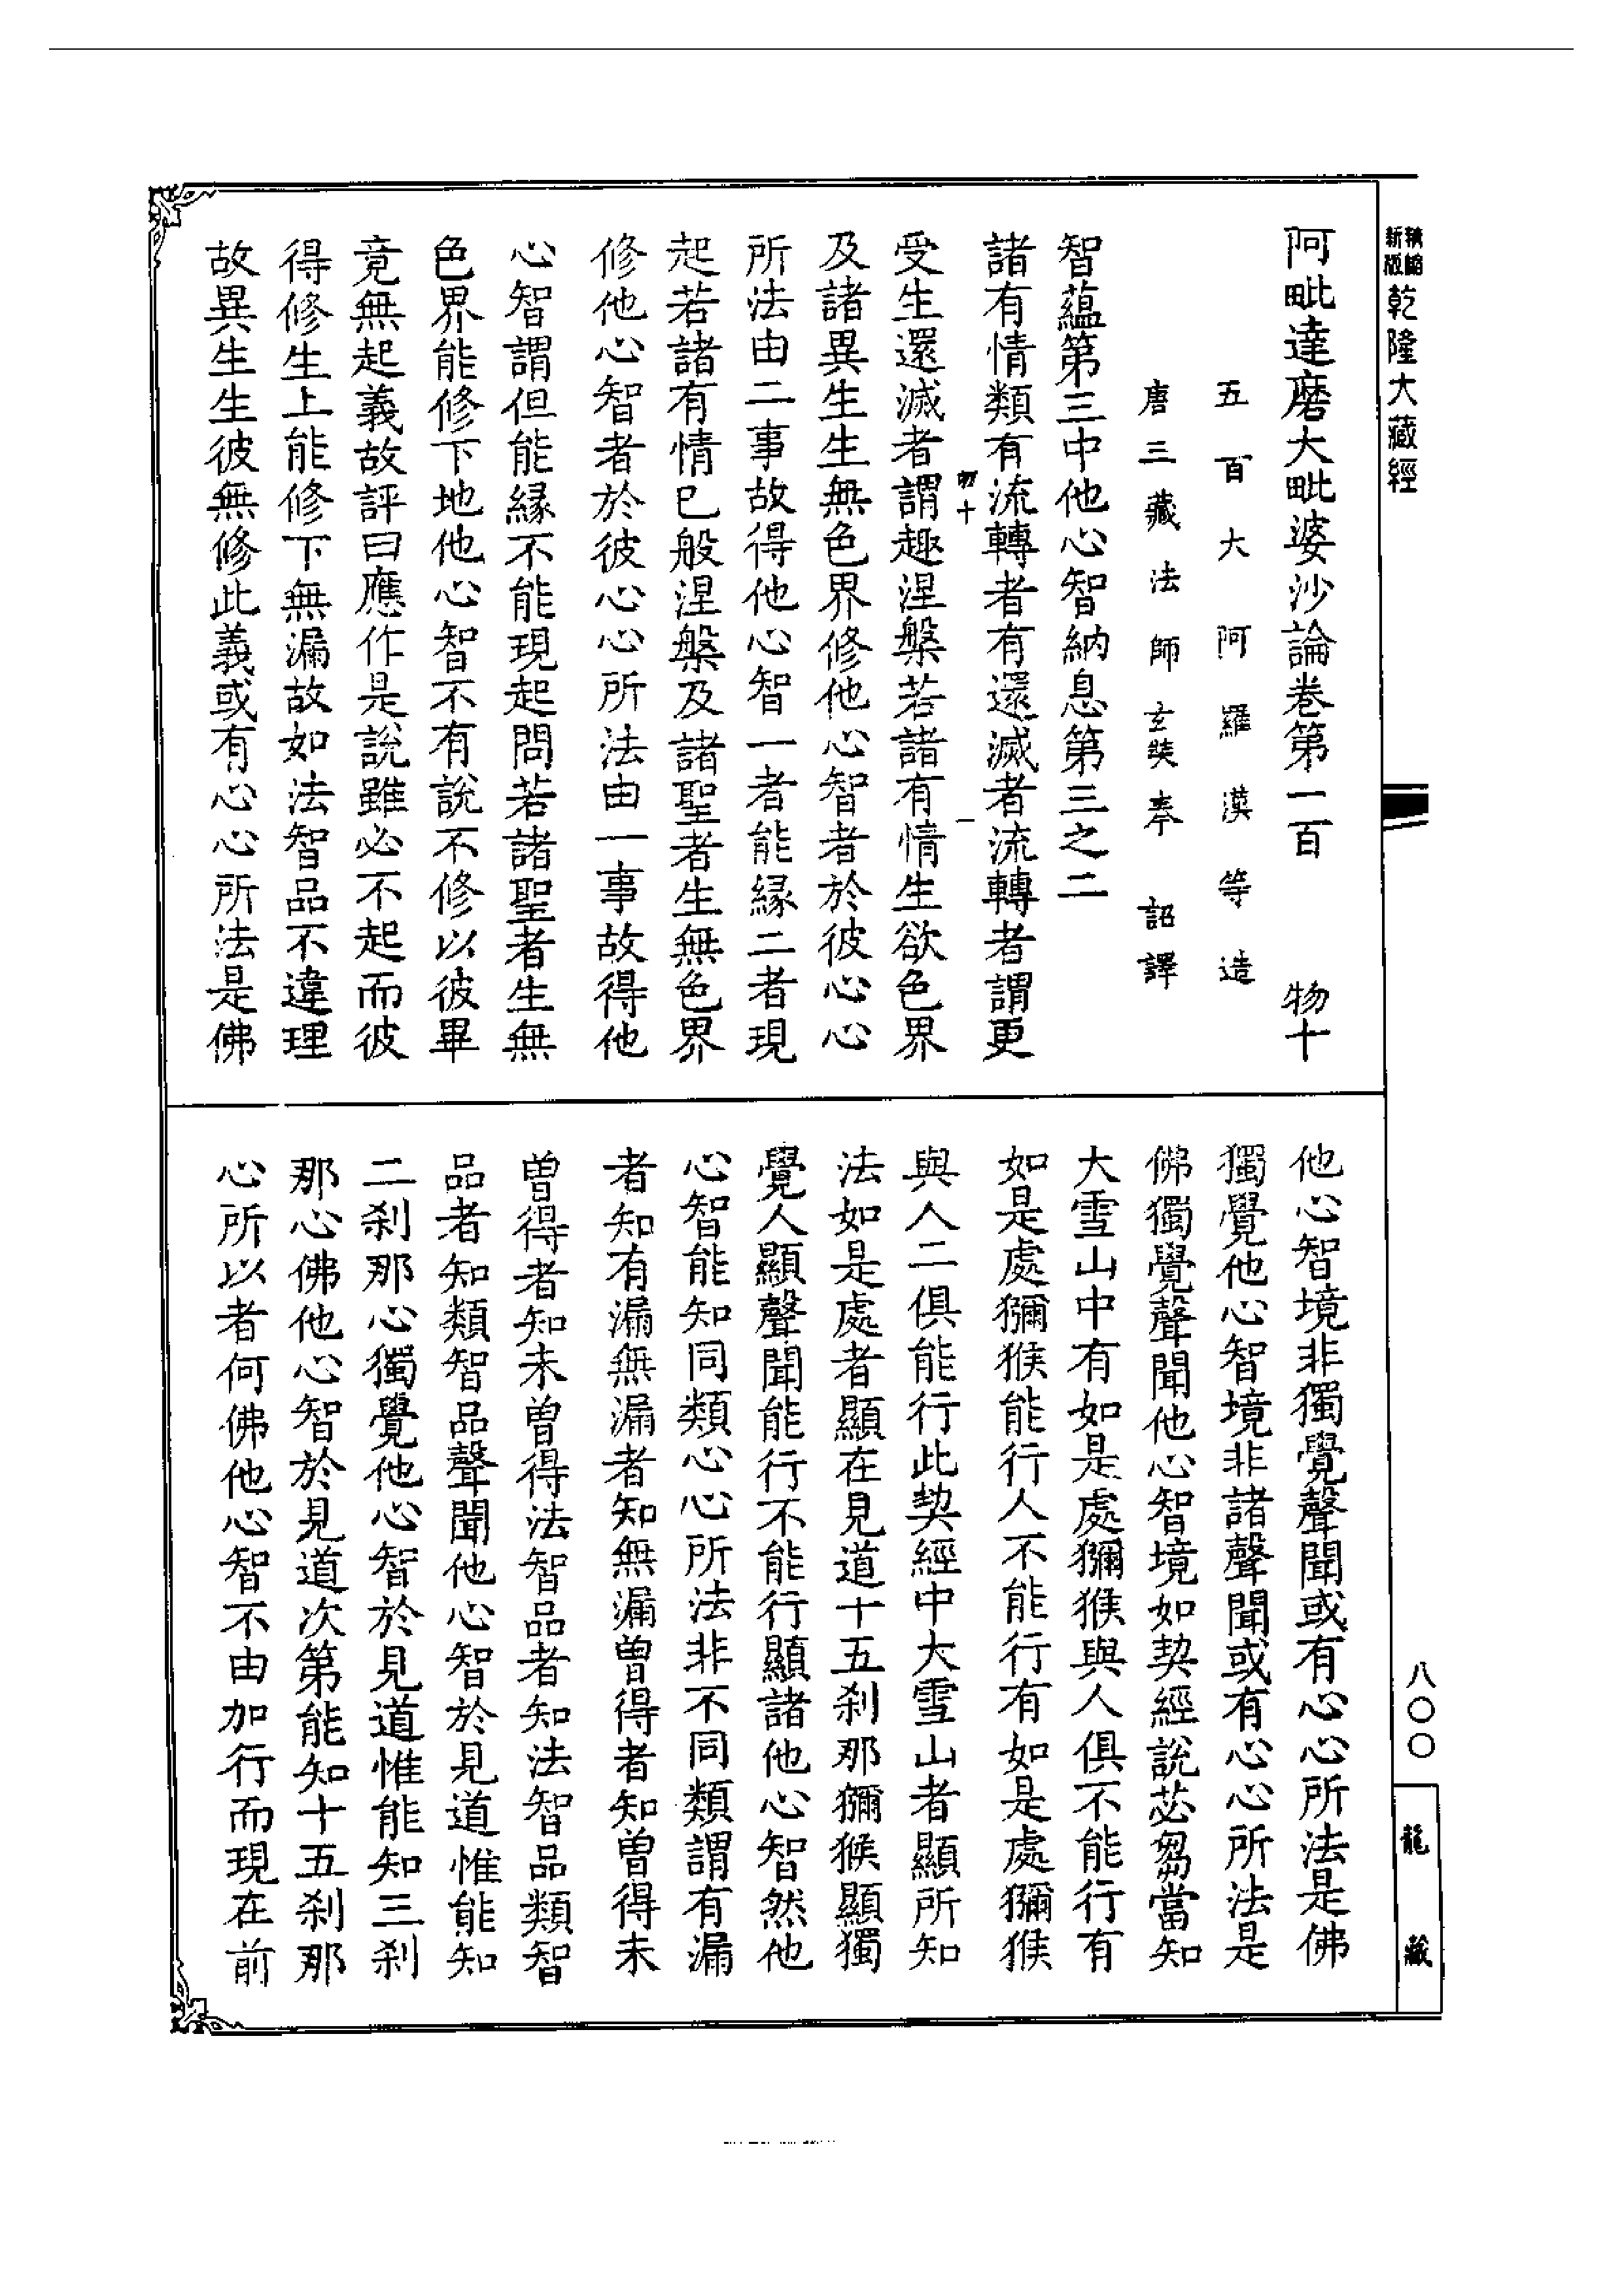 新版
精縮
乾隆大藏經
阿毗達磨大毗婆沙論卷第一百　物十
五百大阿羅漢等造
唐三藏法師玄奘奉　詔譯
智蘊第三中他心智納息第三之二
諸有情類有流轉者有還滅者流轉者謂更
物十　一
受生還滅者謂趣涅槃若諸有情生欲色界
及諸異生生無色界修他心智者於彼心心
所法由二事故得他心智一者能緣二者現
起若諸有情已般涅槃及諸聖者生無色界
修他心智者於彼心心所法由一事故得他
心智謂但能緣不能現起問若諸聖者生無
色界能修下地他心智不有說不修以彼畢
竟無起義故評曰應作是說雖必不起而彼
得修生上能修下無漏故如法智品不違理
故異生生彼無修此義或有心心所法是佛
他心智境非獨覺聲聞或有心心所法是佛
獨覺他心智境非諸聲聞或有心心所法是
佛獨覺聲聞他心智境如契經說苾芻當知
大雪山中有如是處獼猴與人俱不能行有
如是處獼猴能行人不能行有如是處獼猴
與人二俱能行此契經中大雪山者顯所知
法如是處者顯在見道十五剎那獼猴顯獨
覺人顯聲聞能行不能行顯諸他心智然他
心智能知同類心心所法非不同類謂有漏
者知有漏無漏者知無漏曾得者知曾得未
曾得者知未曾得法智品者知法智品類智
品者知類智品聲聞他心智於見道惟能知
二剎那心獨覺他心智於見道惟能知三剎
那心佛他心智於見道次第能知十五剎那
心所以者何佛他心智不由加行而現在前
八〇〇
龍藏